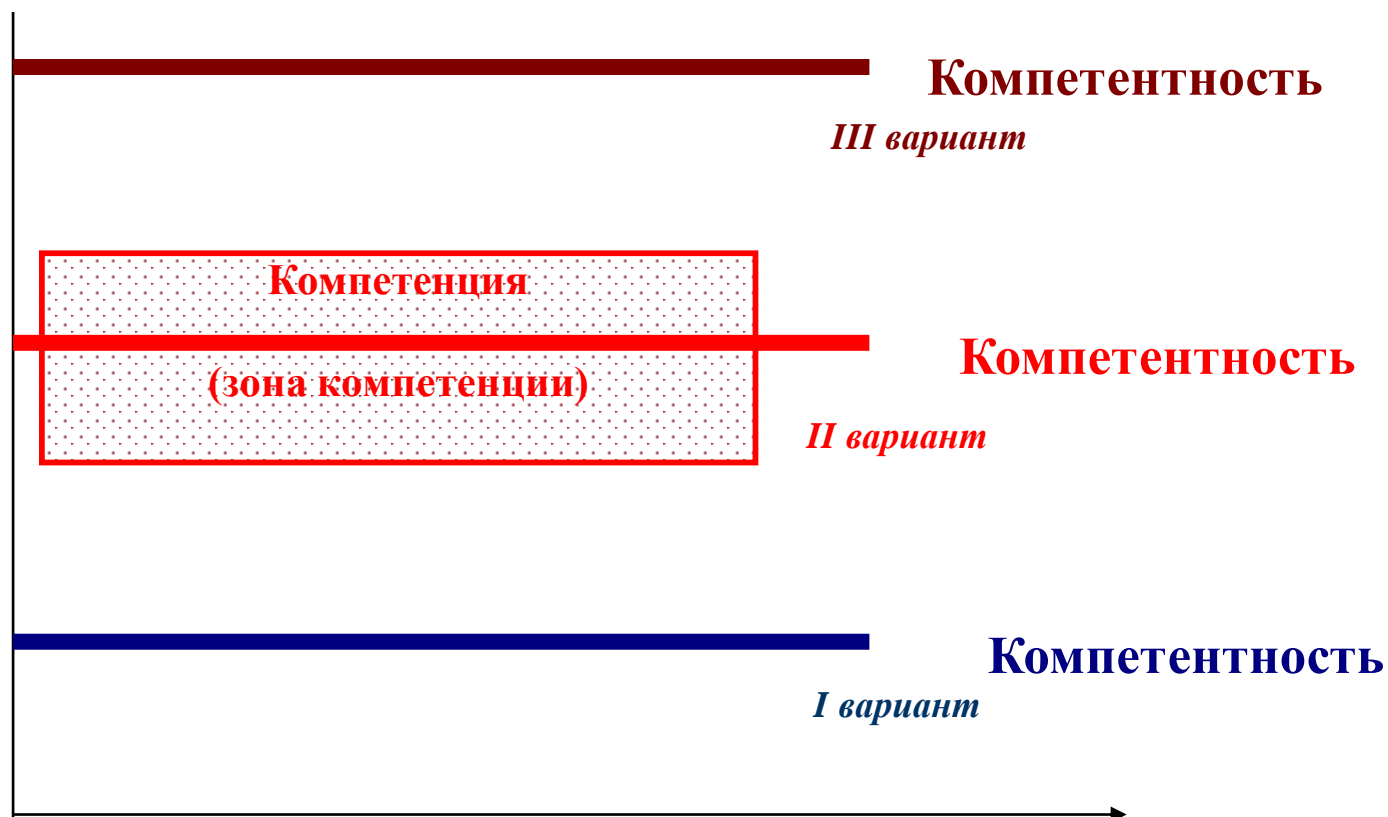 Компетентность
III вариант
Компетенция
(зона компетенции)
Компетентность
II вариант
Компетентность
I вариант